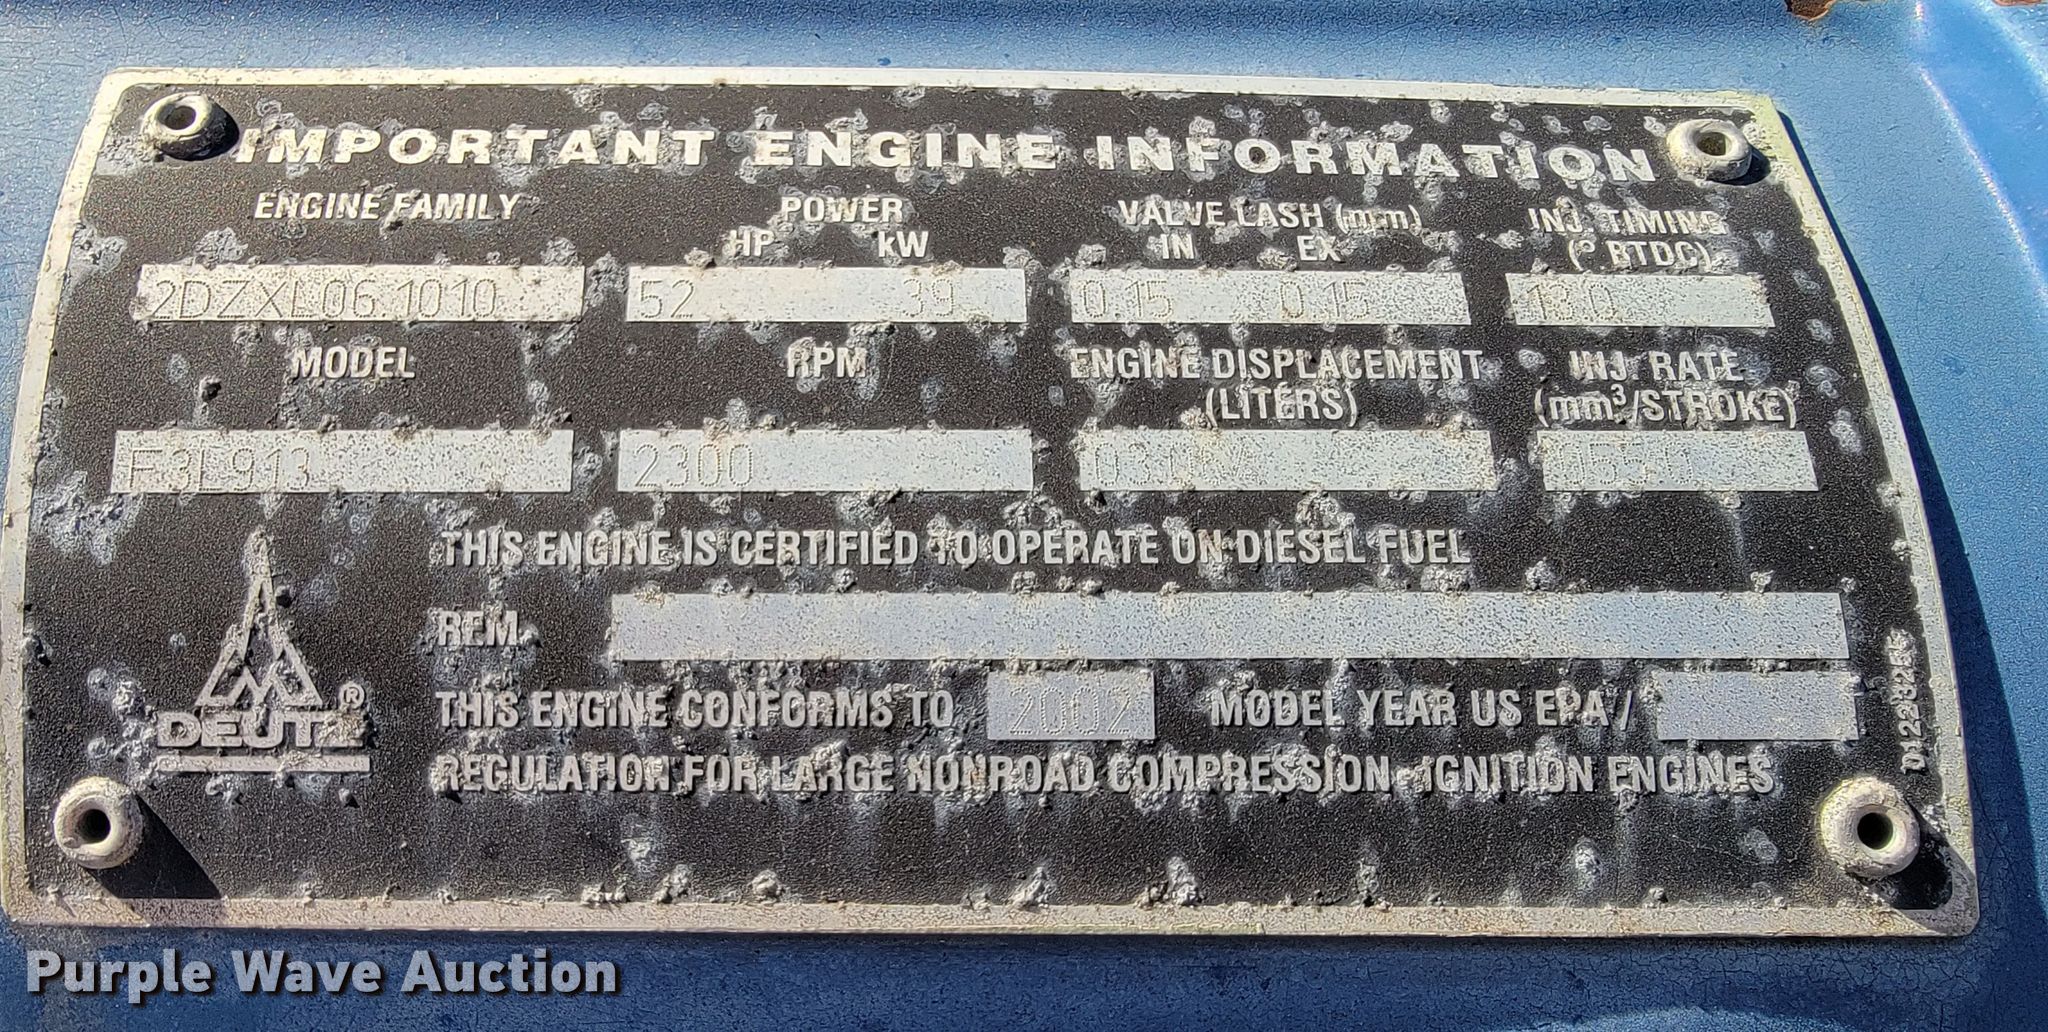 IMPORTANT ENGINE INFORMATION
ENGINE FAMILY POWER VALVE LASH (mm) INJ. TIMING
HP kW IN EX (° BTDC)
2DZXL06.1010 52 39 0.15 0.15 13.0
MODEL RPM ENGINE DISPLACEMENT INJ. RATE
(LITERS) (mm³/STROKE)
F3L913 2300
THIS ENGINE IS CERTIFIED TO OPERATE ON DIESEL FUEL
REM.
THIS ENGINE CONFORMS TO 2002 MODEL YEAR US EPA /
DEUTZ ®
REGULATION FOR LARGE NONROAD COMPRESSION-IGNITION ENGINES
Purple Wave Auction